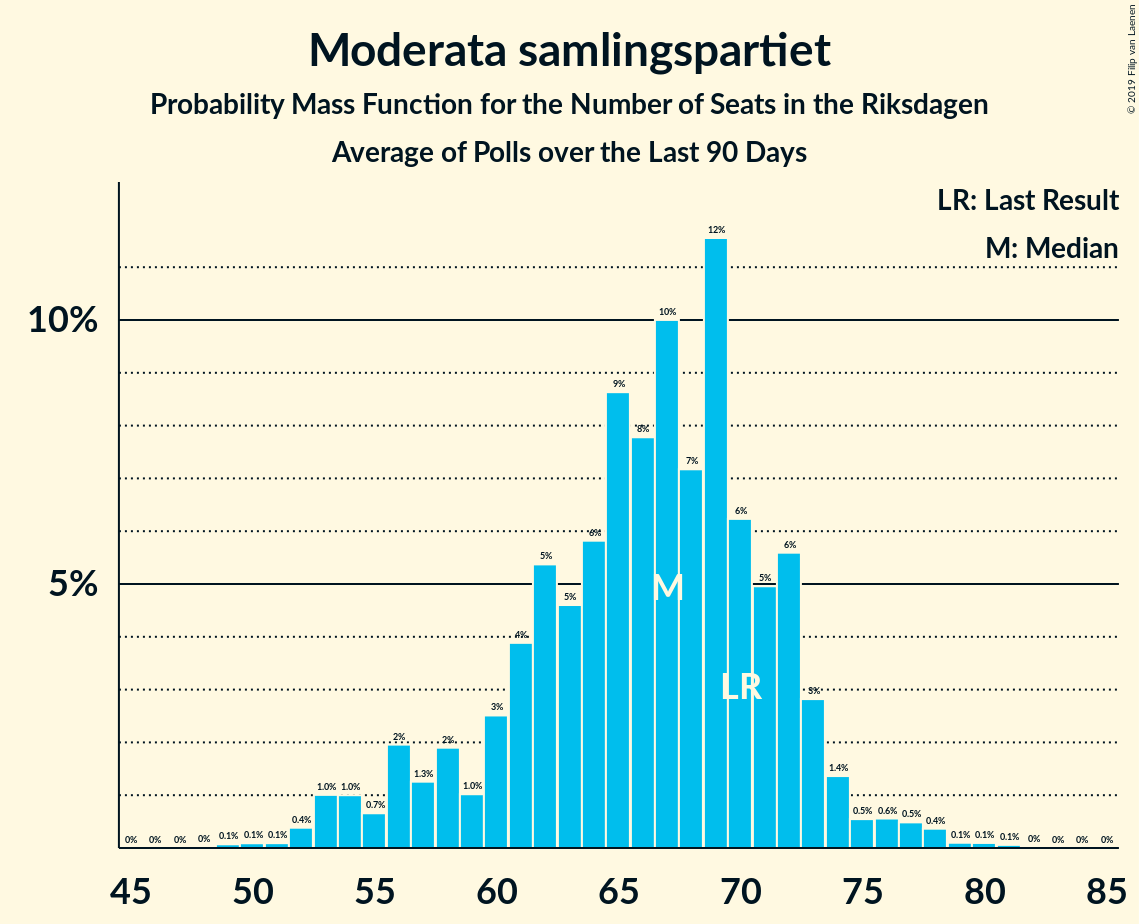 Moderata samlingspartiet
Probability Mass Function for the Number of Seats in the Riksdagen
Average of Polls over the Last 90 Days
© 2019 Filip van Laenen
LR: Last Result
M: Median
10%
5%
0% 0% 0% 0% 0.1% 0.1% 0.1% 0.4% 1.0% 1.0% 0.7% 2% 1.3% 2% 1.0% 3% 4% 5% 5% 6% 9% 8% 10% 7% 12% 6% 5% 6% 3% 1.4% 0.5% 0.6% 0.5% 0.4% 0.1% 0.1% 0.1% 0% 0% 0% 0%
M
LR
45 50 55 60 65 70 75 80 85